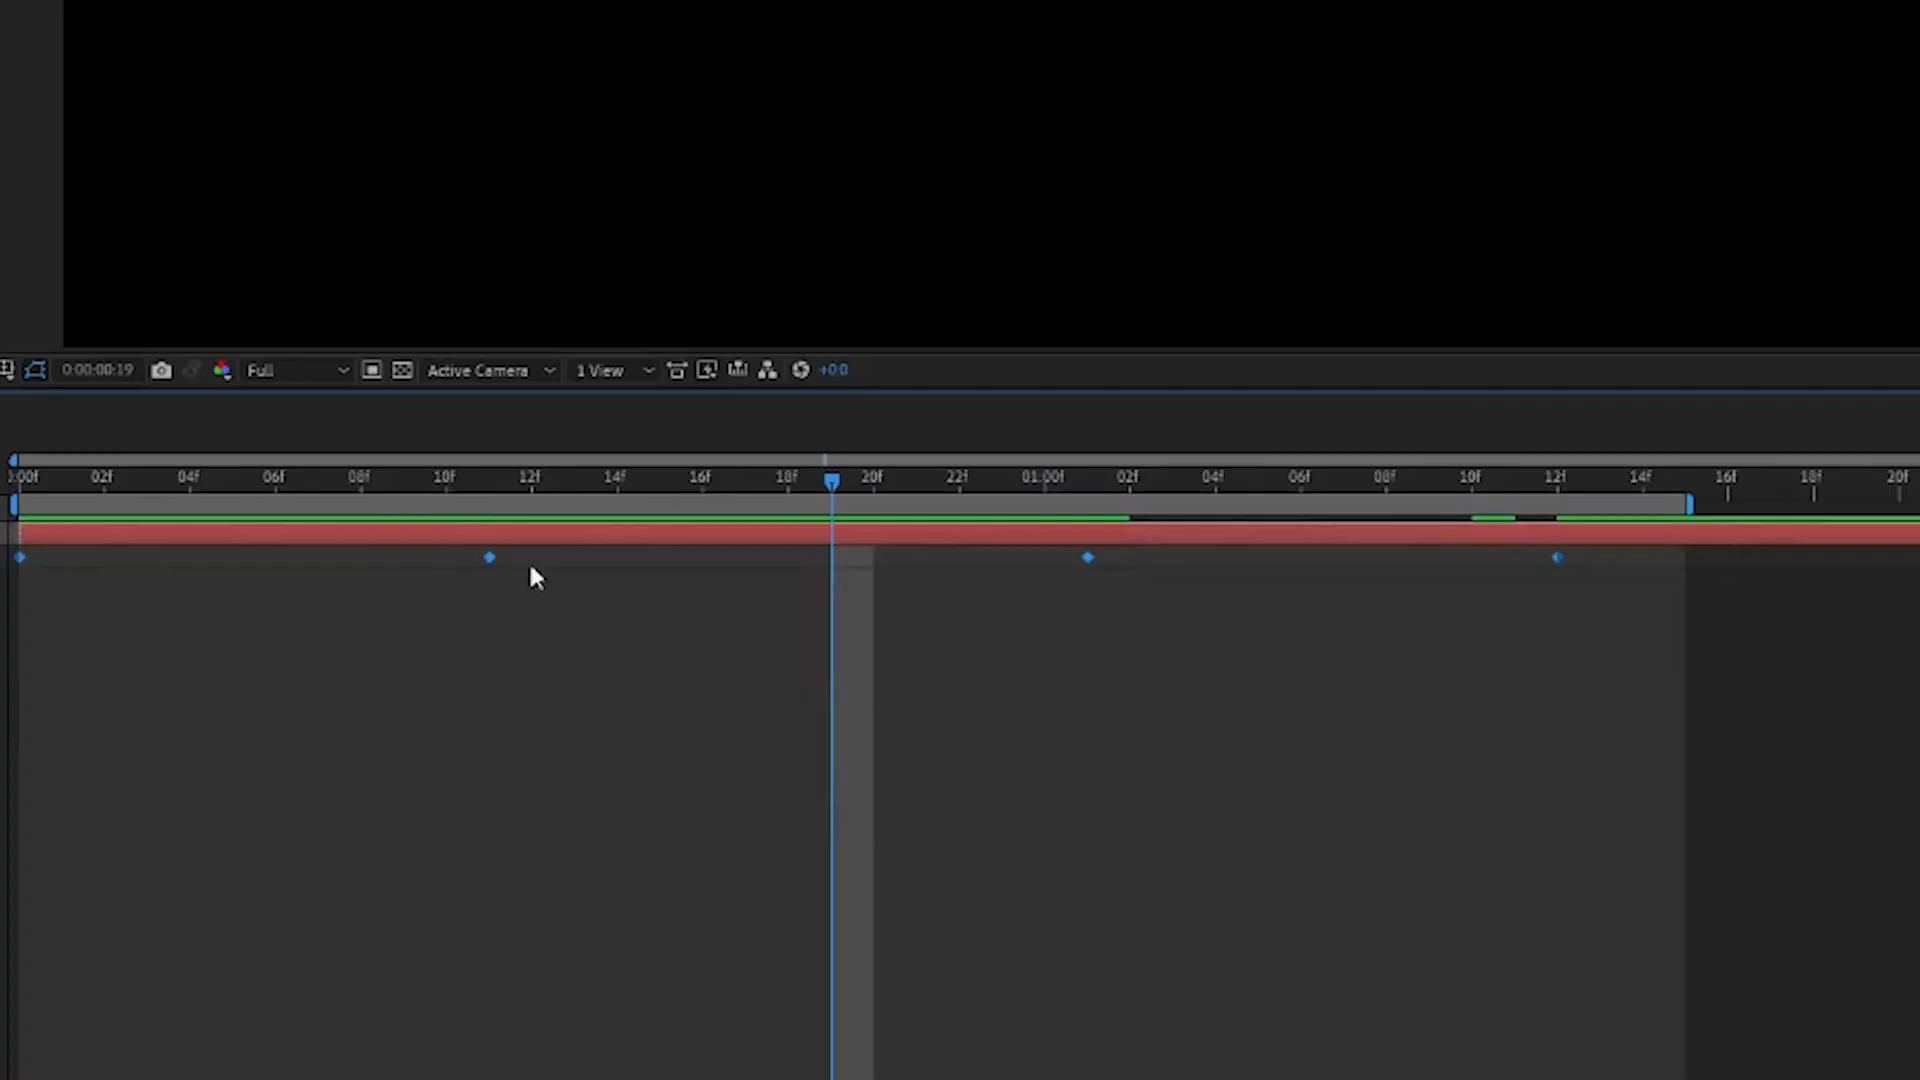 0:00:00:19 Full Active Camera 1 View +0.0
:00f 02f 04f 06f 08f 10f 12f 14f 16f 18f 20f 22f 01:00f 02f 04f 06f 08f 10f 12f 14f 16f 18f 20f